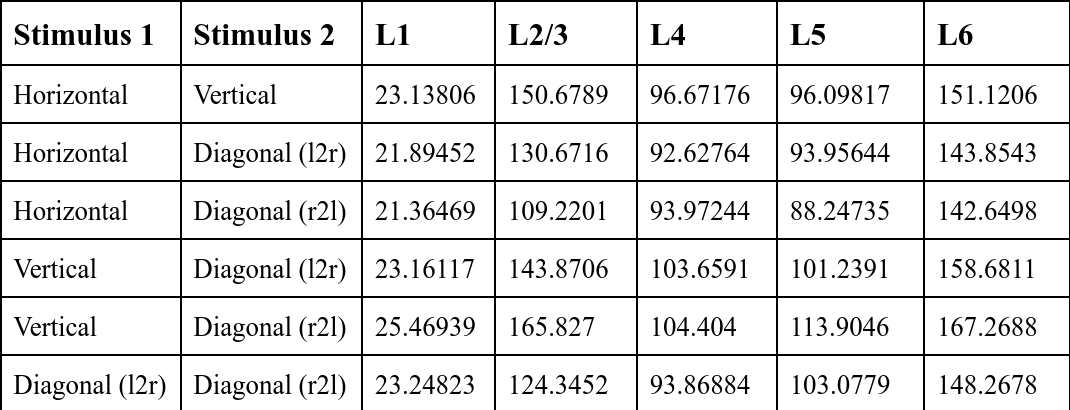 Stimulus 1 Stimulus 2 L1 L2/3 L4 L5 L6
Horizontal Vertical 23.13806 150.6789 96.67176 96.09817 151.1206
Horizontal Diagonal (l2r) 21.89452 130.6716 92.62764 93.95644 143.8543
Horizontal Diagonal (r2l) 21.36469 109.2201 93.97244 88.24735 142.6498
Vertical Diagonal (l2r) 23.16117 143.8706 103.6591 101.2391 158.6811
Vertical Diagonal (r2l) 25.46939 165.827 104.404 113.9046 167.2688
Diagonal (l2r) Diagonal (r2l) 23.24823 124.3452 93.86884 103.0779 148.2678